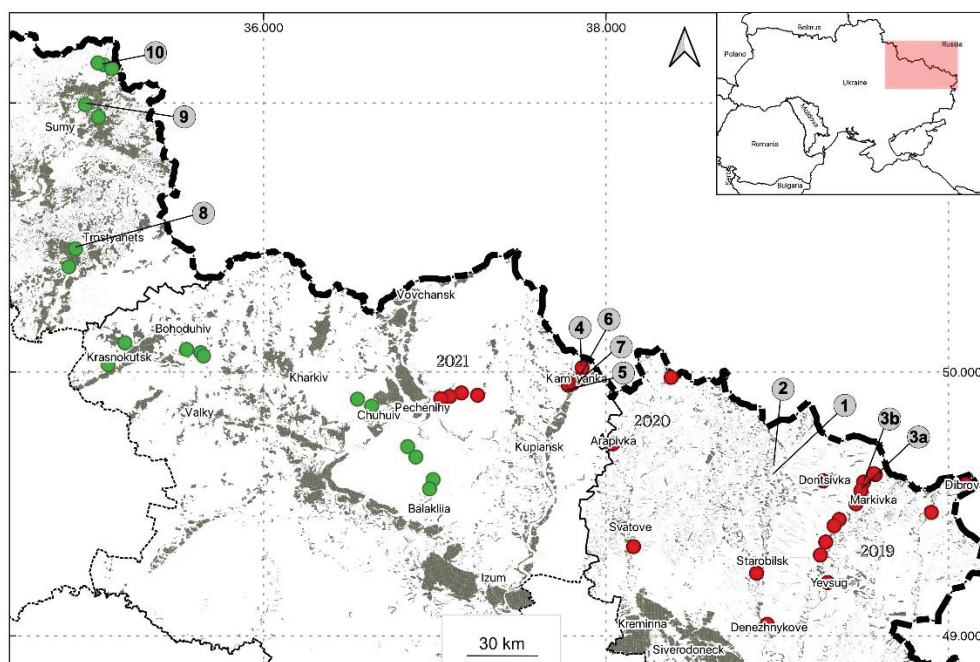 36.000
38.000
Belarus
Poland
Russia
Ukraine
Moldova
Romania
Bulgaria
10
9
Sumy
8
Trostyanets
Vovchansk
Bohoduhiv
Krasnokutsk
Kharkiv
2021
4
6
7
5
Kamyanka
50.000
Valky
Pechenihy
Chuhuiv
Kupiansk
2020
Arapivka
2
1
3b
3a
Dontsivka
Markivka
Dibrov
Balakliia
Svatove
2019
Starobilsk
Yevsug
Izum
Kreminna
Denezhnykove
Siverodoneck
49.000
30 km